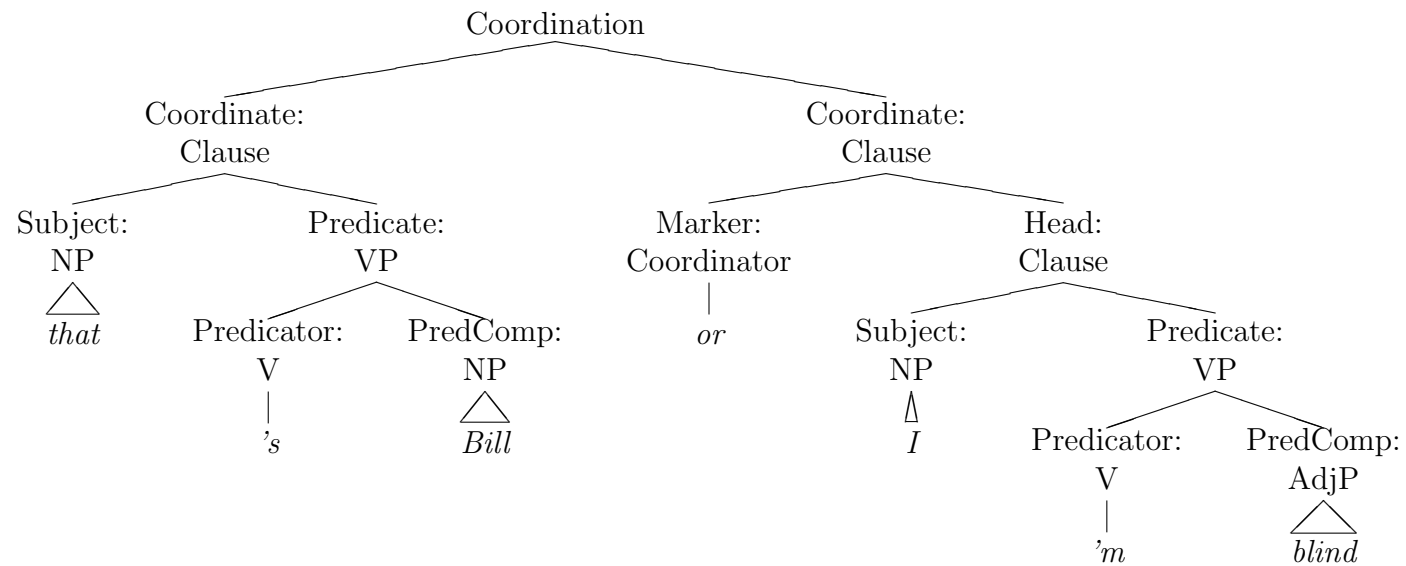 Coordination
Coordinate: Coordinate:
Clause Clause
Subject: Predicate: Marker: Head:
NP VP Coordinator Clause
that Predicator: PredComp: or Subject: Predicate:
V NP NP VP
's Bill I Predicator: PredComp:
V AdjP
'm blind